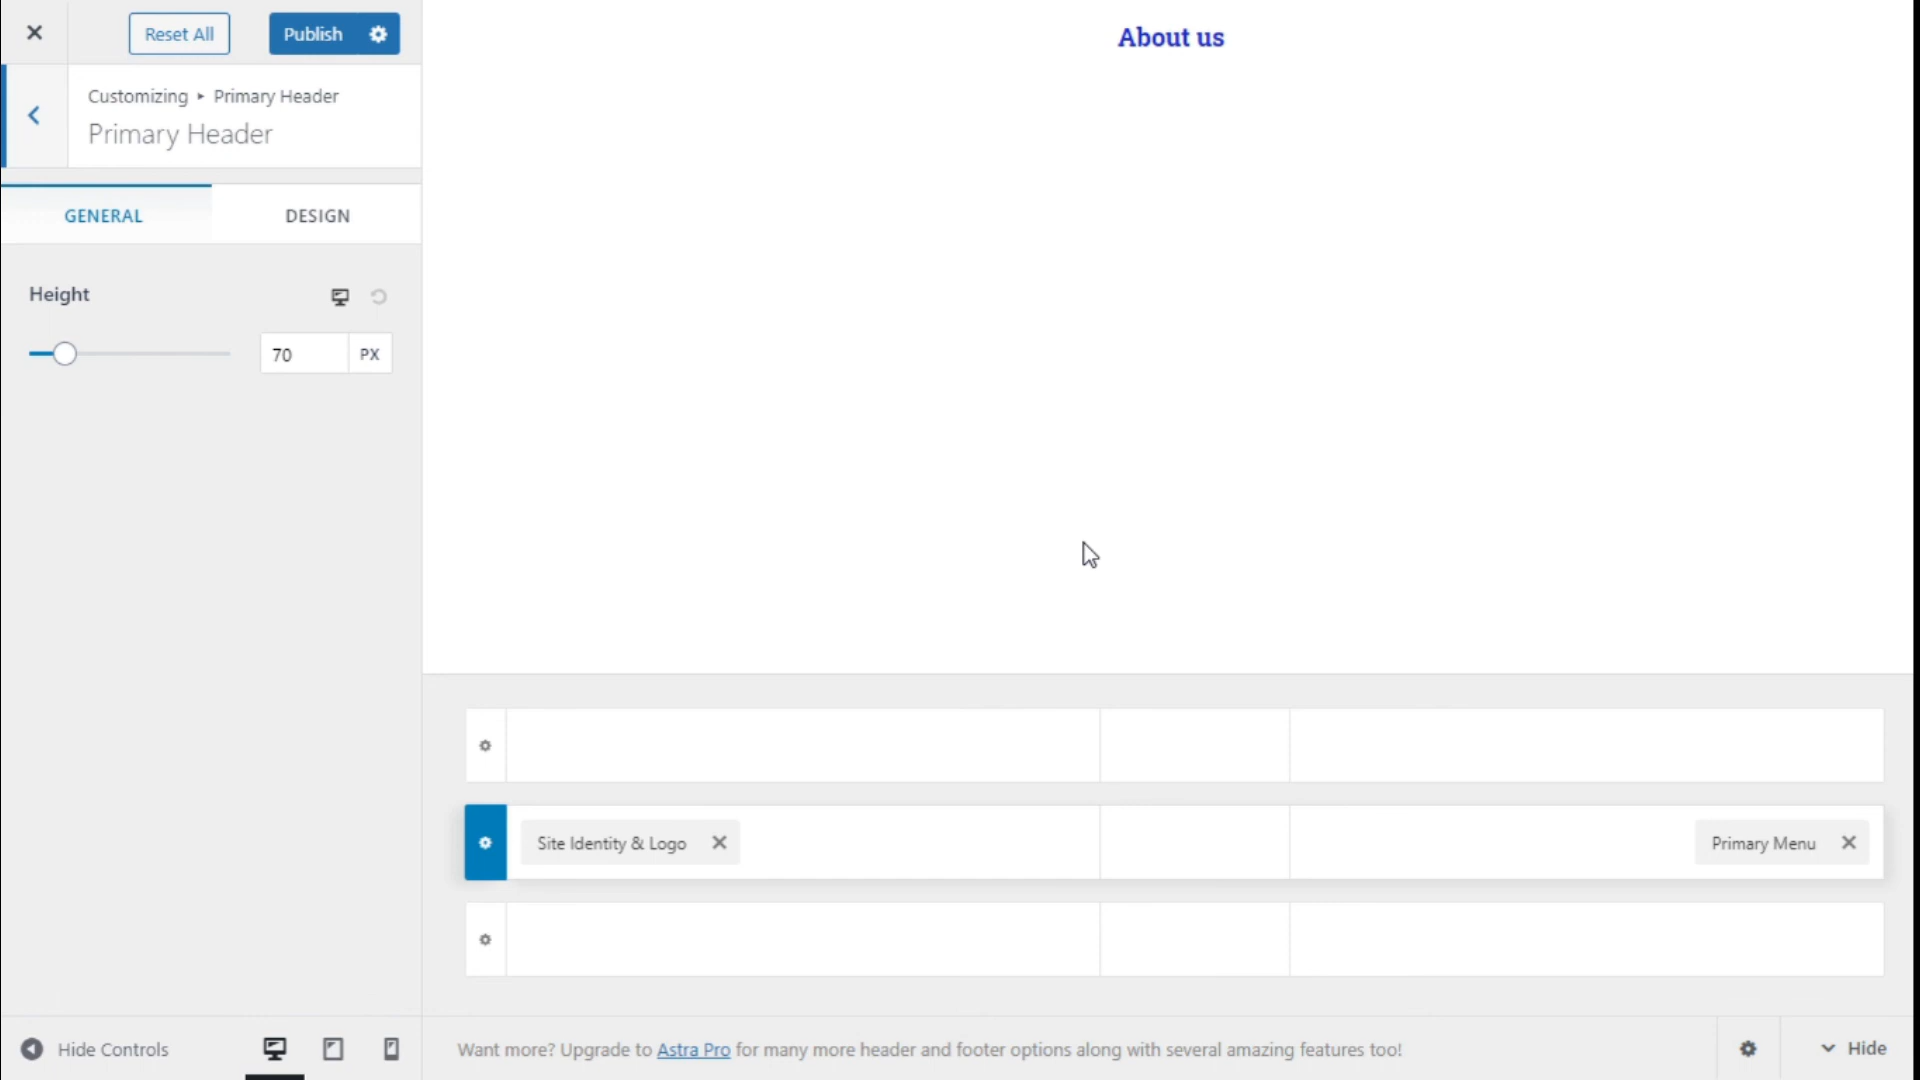 Reset All
Publish
Customizing ▸ Primary Header
Primary Header
GENERAL
DESIGN
Height
70
PX
About us
Site Identity & Logo
Primary Menu
Hide Controls
Want more? Upgrade to Astra Pro for many more header and footer options along with several amazing features too!
Hide